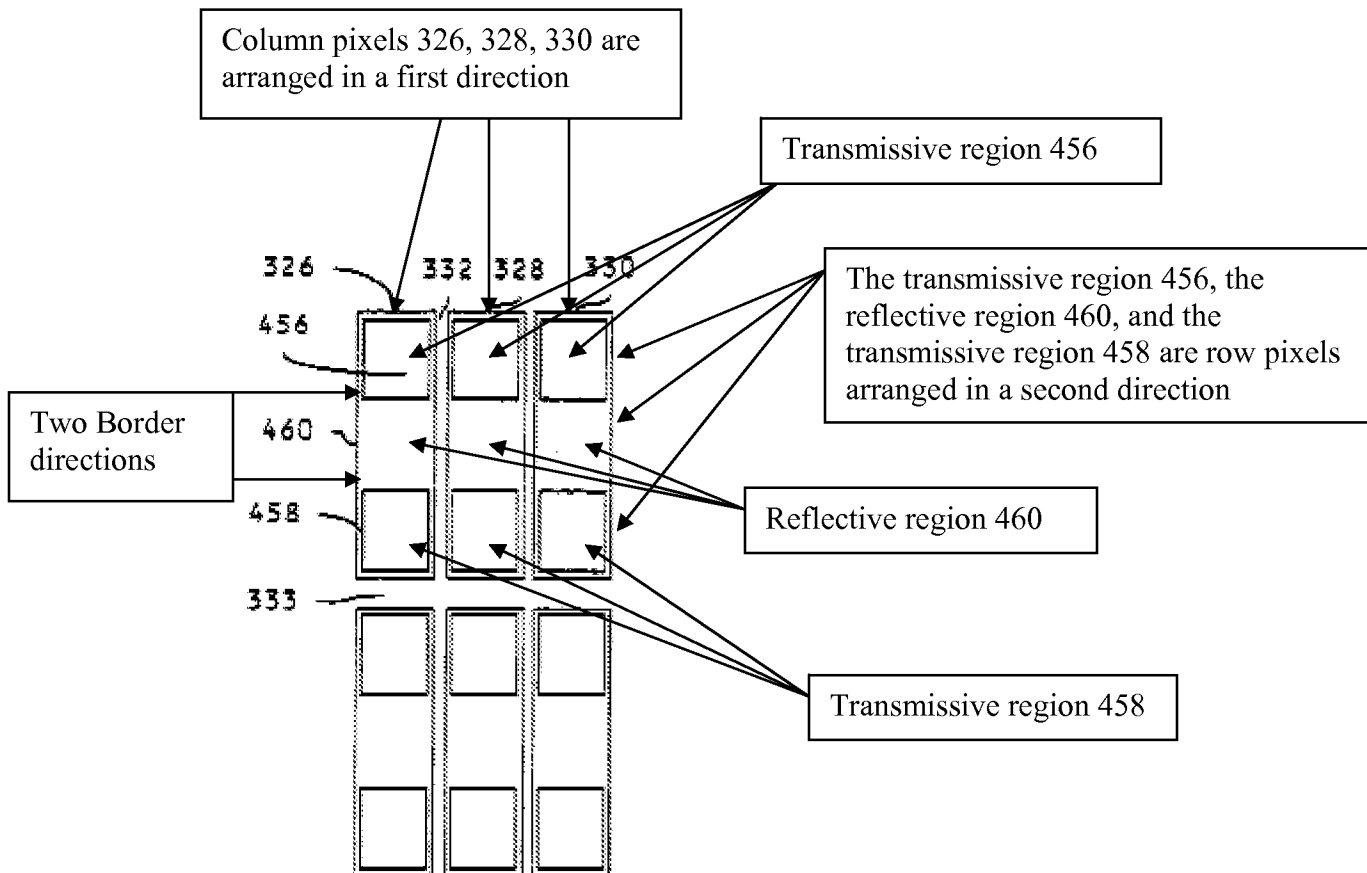 Column pixels 326, 328, 330 are
arranged in a first direction
Transmissive region 456
326
332
328
330
The transmissive region 456, the
reflective region 460, and the
transmissive region 458 are row pixels
arranged in a second direction
456
Two Border
directions
460
458
Reflective region 460
333
Transmissive region 458